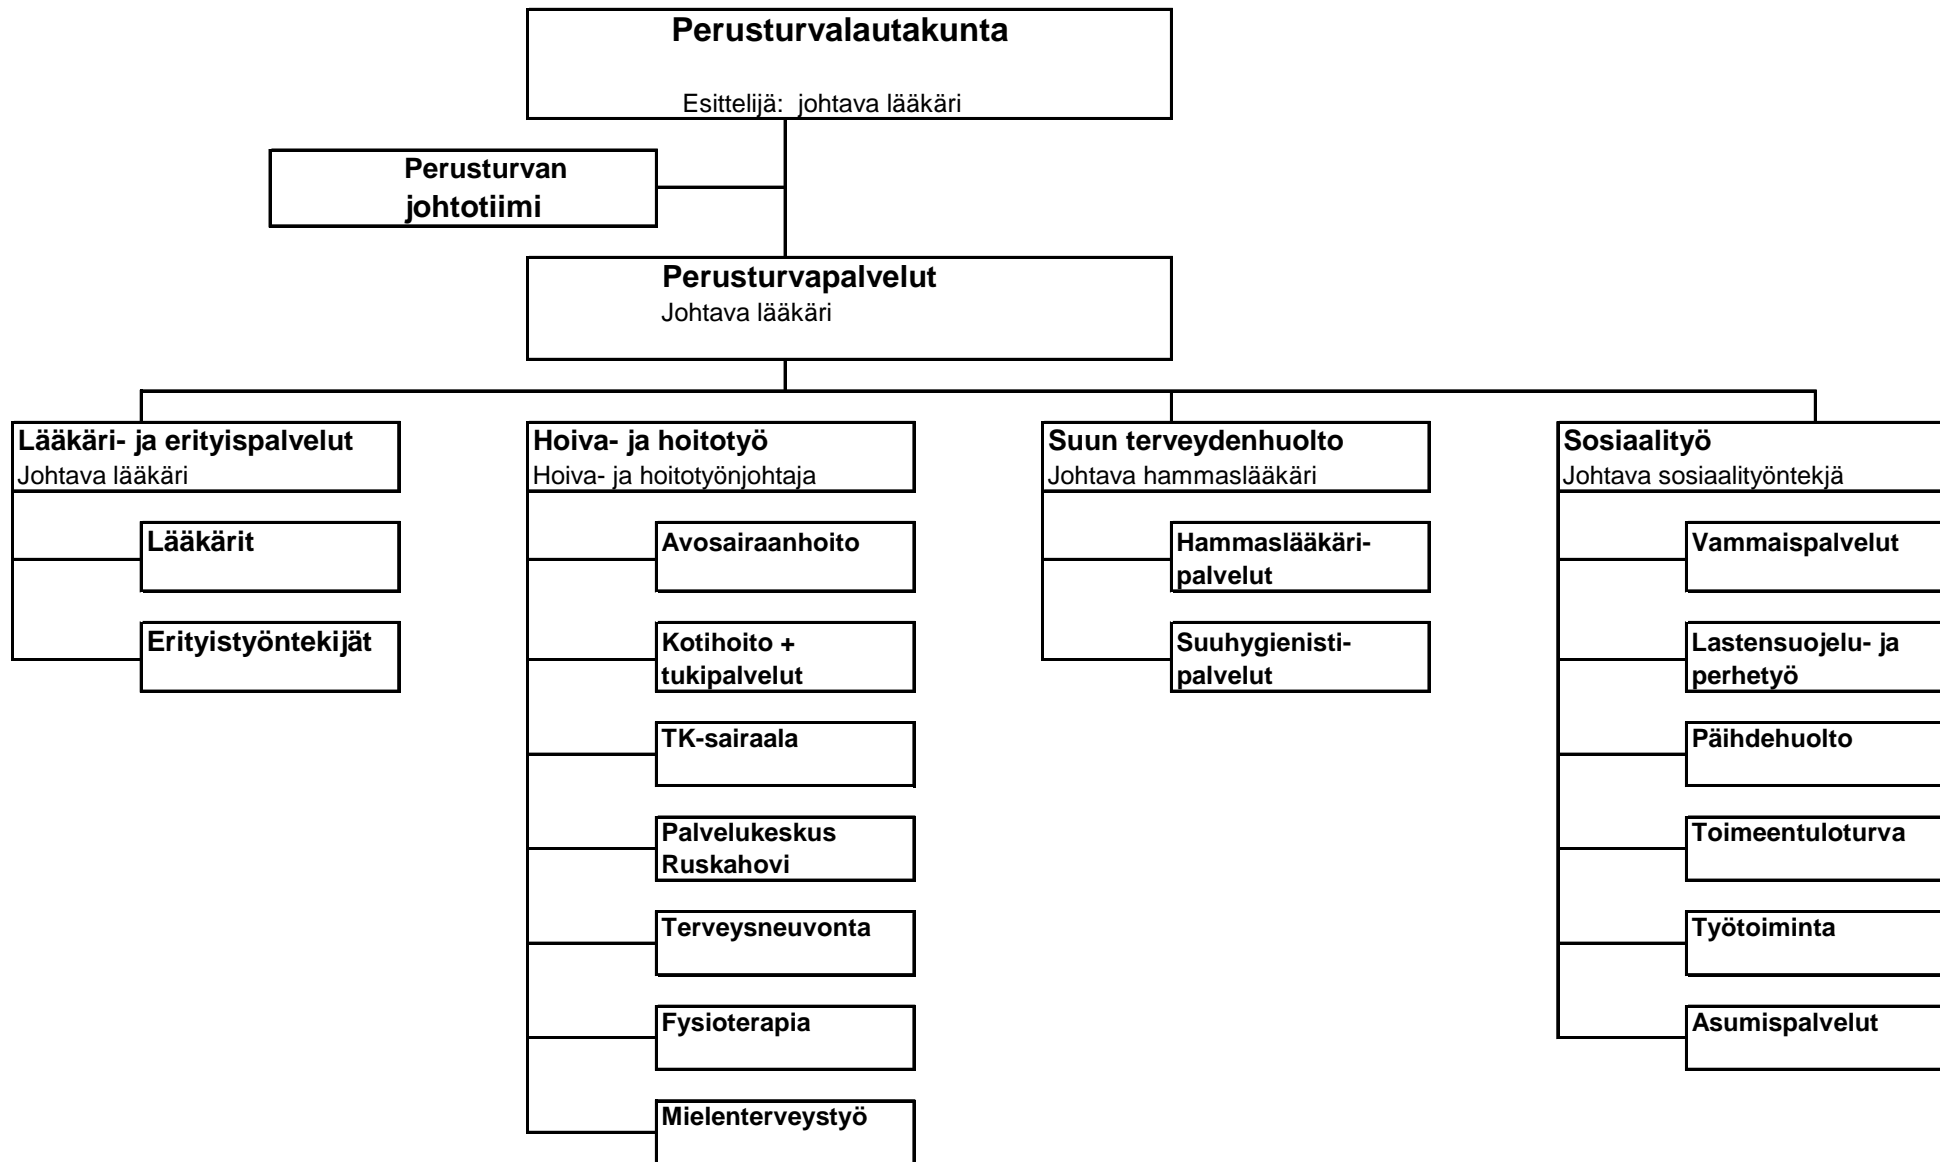 Perusturvalautakunta
Esittelijä: johtava lääkäri
Perusturvan
johtotiimi
Perusturvapalvelut
Johtava lääkäri
Lääkäri- ja erityispalvelut
Johtava lääkäri
Lääkärit
Erityistyöntekijät
Hoiva- ja hoitotyö
Hoiva- ja hoitotyönjohtaja
Avosairaanhoito
Kotihoito +
tukipalvelut
TK-sairaala
Palvelukeskus
Ruskahovi
Terveysneuvonta
Fysioterapia
Mielenterveystyö
Suun terveydenhuolto
Johtava hammaslääkäri
Hammaslääkäri-
palvelut
Suuhygienisti-
palvelut
Sosiaalityö
Johtava sosiaalityöntekjä
Vammaispalvelut
Lastensuojelu- ja
perhetyö
Päihdehuolto
Toimeentuloturva
Työtoiminta
Asumispalvelut